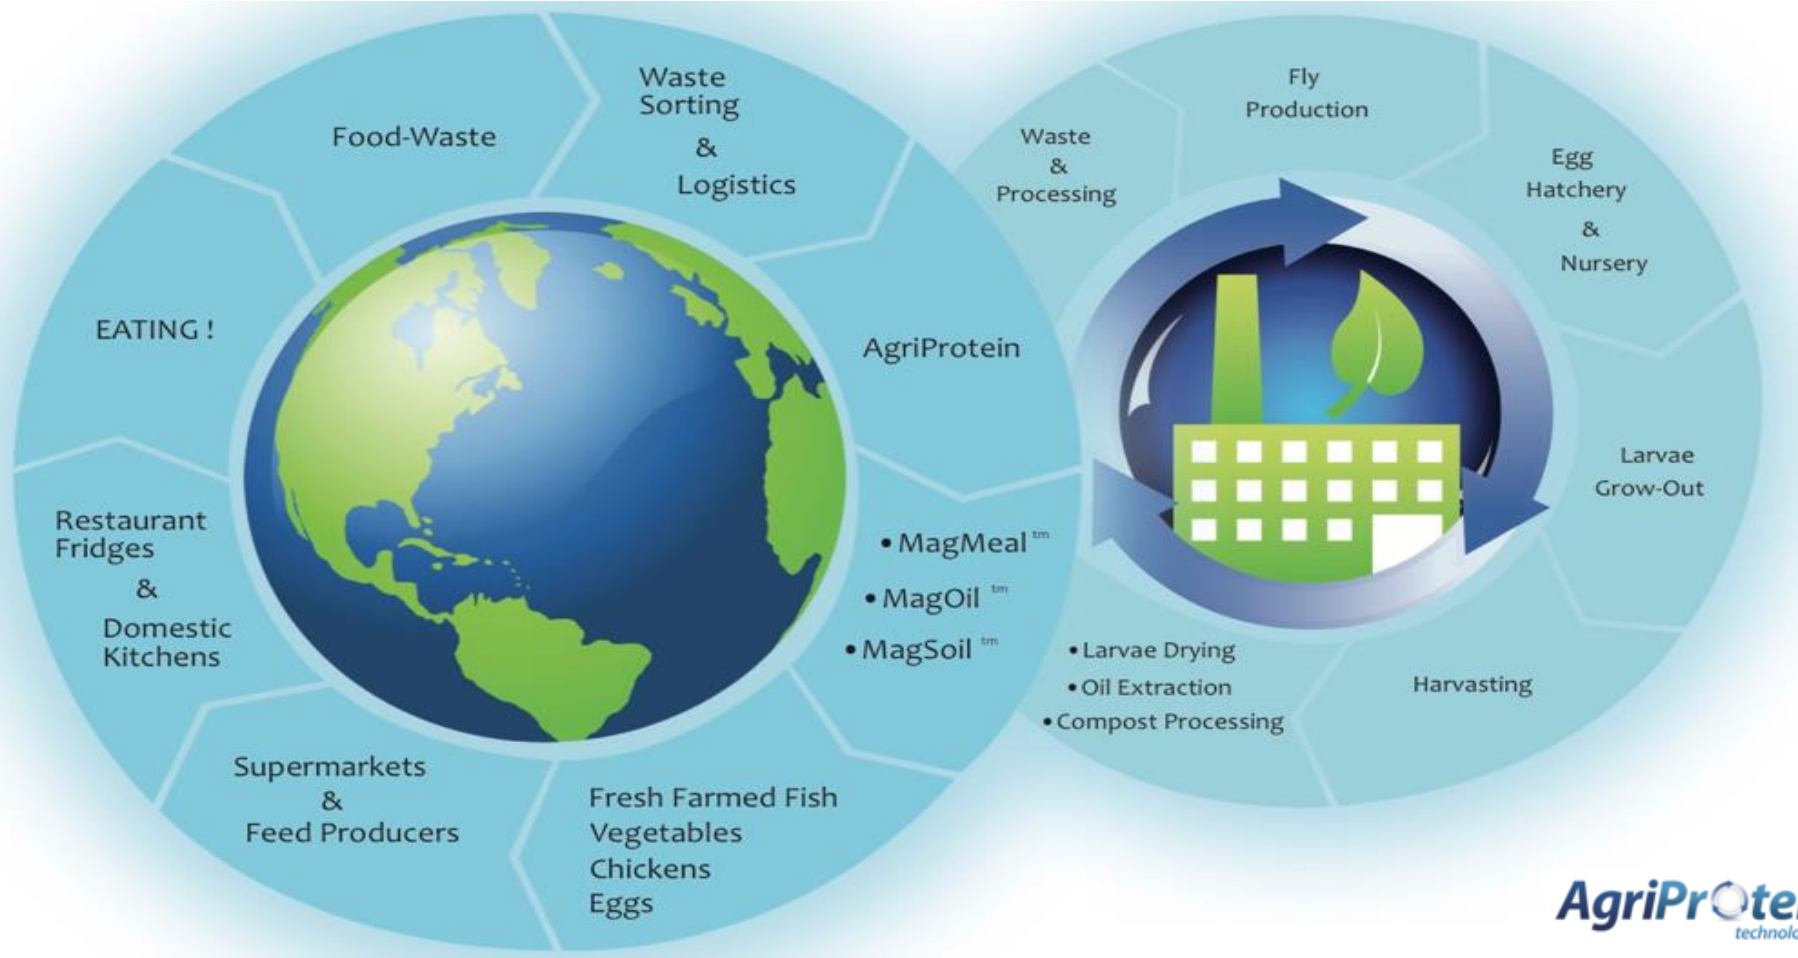 Food-Waste
Waste
Sorting
&
Logistics
AgriProtein
• MagMeal tm
• MagOil tm
• MagSoil tm
Fresh Farmed Fish
Vegetables
Chickens
Eggs
Supermarkets
&
Feed Producers
Restaurant
Fridges
&
Domestic
Kitchens
EATING !
Waste
&
Processing
Fly
Production
Egg
Hatchery
&
Nursery
Larvae
Grow-Out
Harvasting
• Larvae Drying
• Oil Extraction
• Compost Processing